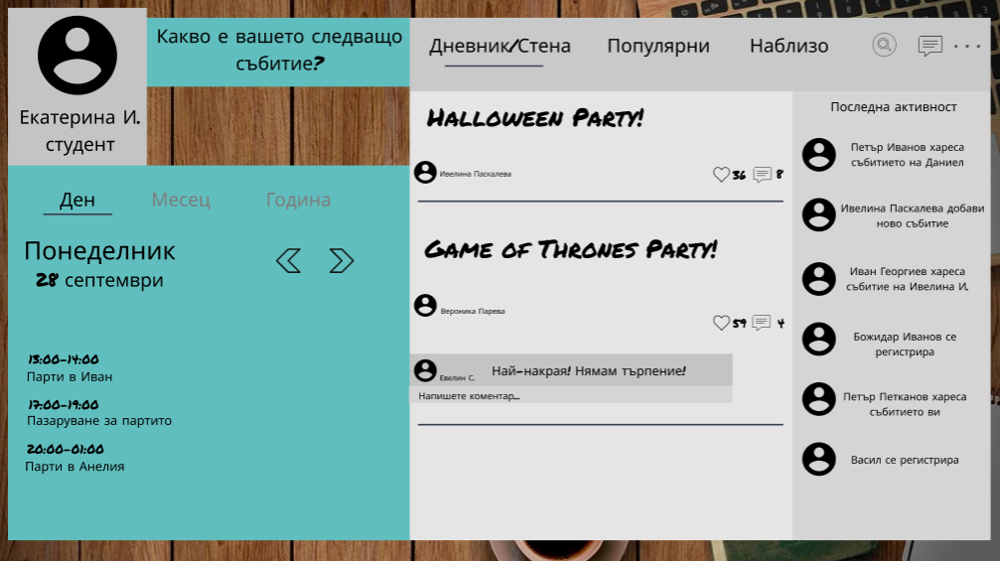 Екатерина И.
студент
Какво е вашето следващо
събитие?
Дневник/Стена
Популярни
Наблизо
Ден
Месец
Година
Понеделник
28 септември
13:00-14:00
Парти в Иван
17:00-19:00
Пазаруване за партито
20:00-01:00
Парти в Анелия
Halloween Party!
Ивелина Паскалева
36
8
Game of Thrones Party!
Вероника Парева
59
4
Евелин С.
Най-накрая! Нямам търпение!
Напишете коментар...
Последна активност
Петър Иванов хареса
събитието на Даниел
Ивелина Паскалева добави
ново събитие
Иван Георгиев хареса
събитие на Ивелина И.
Божидар Иванов се
регистрира
Петър Петканов хареса
събитието ви
Васил се регистрира